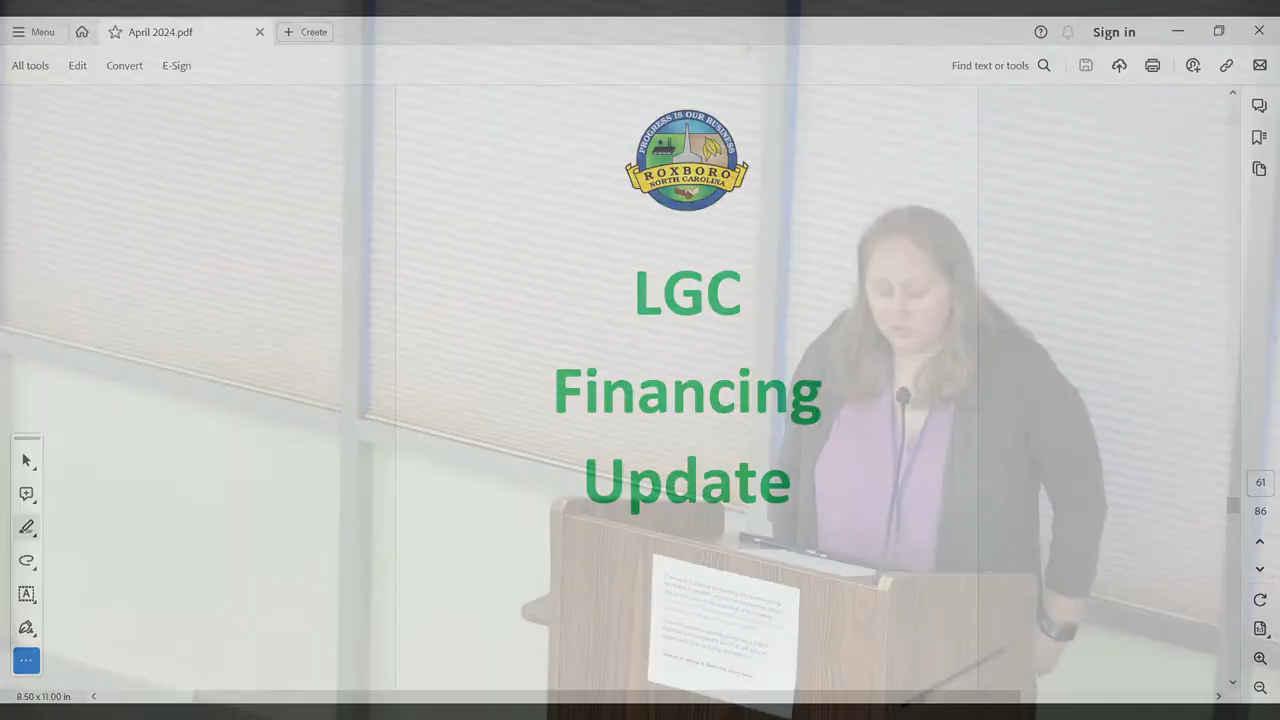 Menu
April 2024.pdf
Create
Sign in
All tools
Edit
Convert
E-Sign
Find text or tools
PROGRESS IS OUR BUSINESS
ROXBORO
NORTH CAROLINA
LGC
Financing
Update
61
86
8.50 x 11.00 in